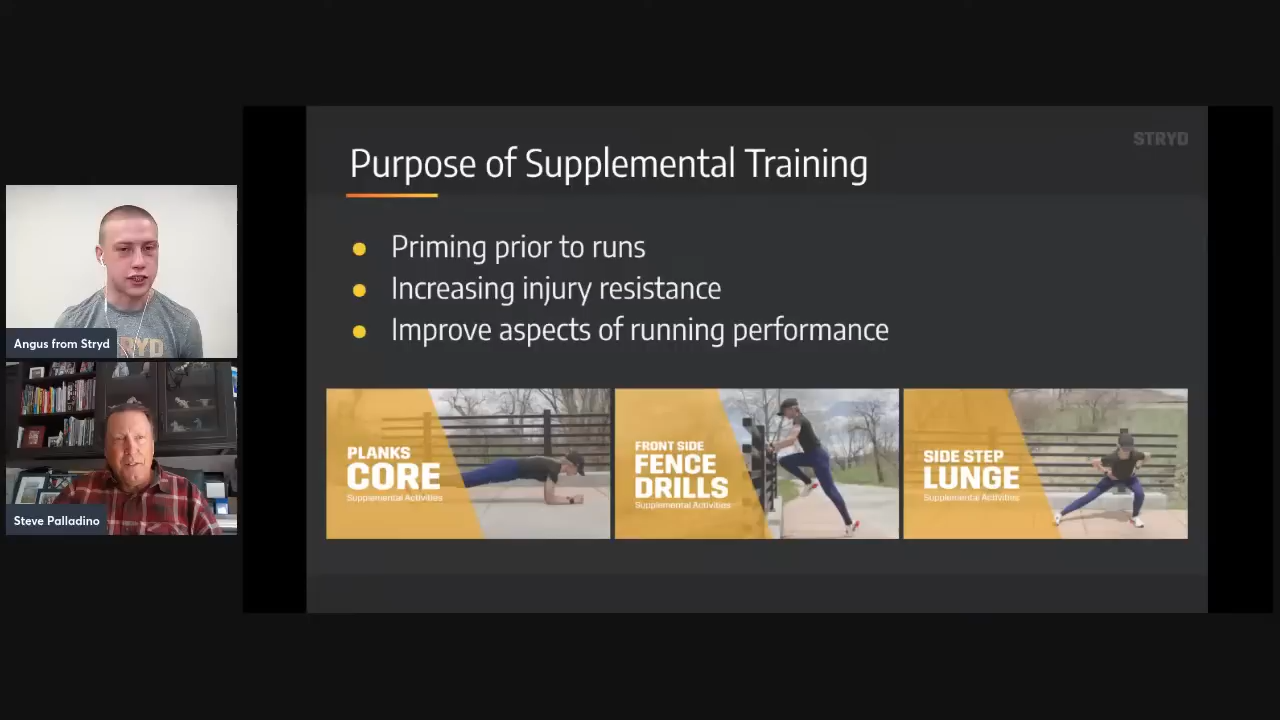 STRYD
Purpose of Supplemental Training
Priming prior to runs
Increasing injury resistance
Improve aspects of running performance
Angus from Stryd
Steve Palladino
PLANKS
CORE
Supplemental Activities
FRONT SIDE
FENCE
DRILLS
Supplemental Activities
SIDE STEP
LUNGE
Supplemental Activities